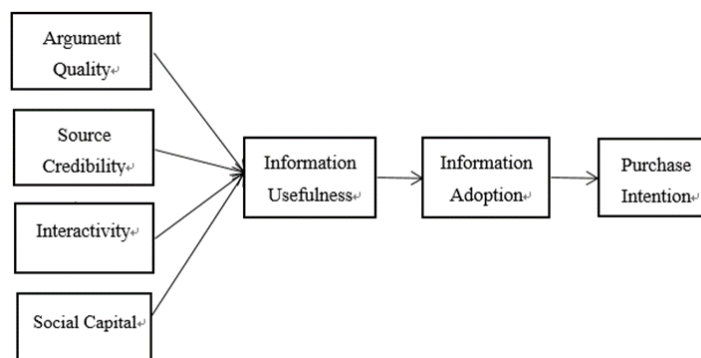 Argument
Quality↵
Source
Credibility↵
Interactivity↵
Social Capital↵
Information
Usefulness↵
Information
Adoption↵
Purchase
Intention↵